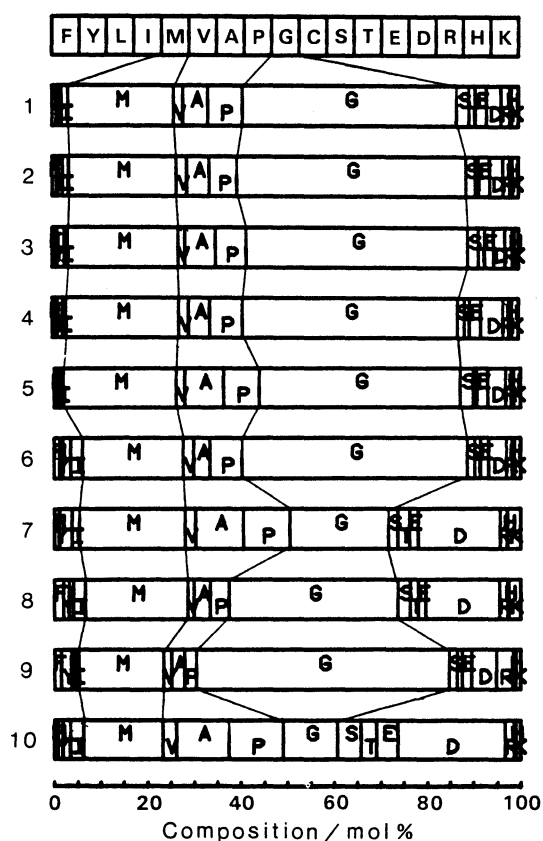 F Y L I M V A P G C S T E D R H K
1 M V A P G S E D R K
2 M V A P G S E D R K
3 M V A P G S E D R K
4 M V A P G S E D R K
5 M V A P G S E D R K
6 M V A P G S E D R K
7 M V A P G S T E D R H K
8 M V A P G S T E D R H K
9 M V A P G S E D R K
10 M V A P G S T E D R K
0 20 40 60 80 100
Composition / mol %